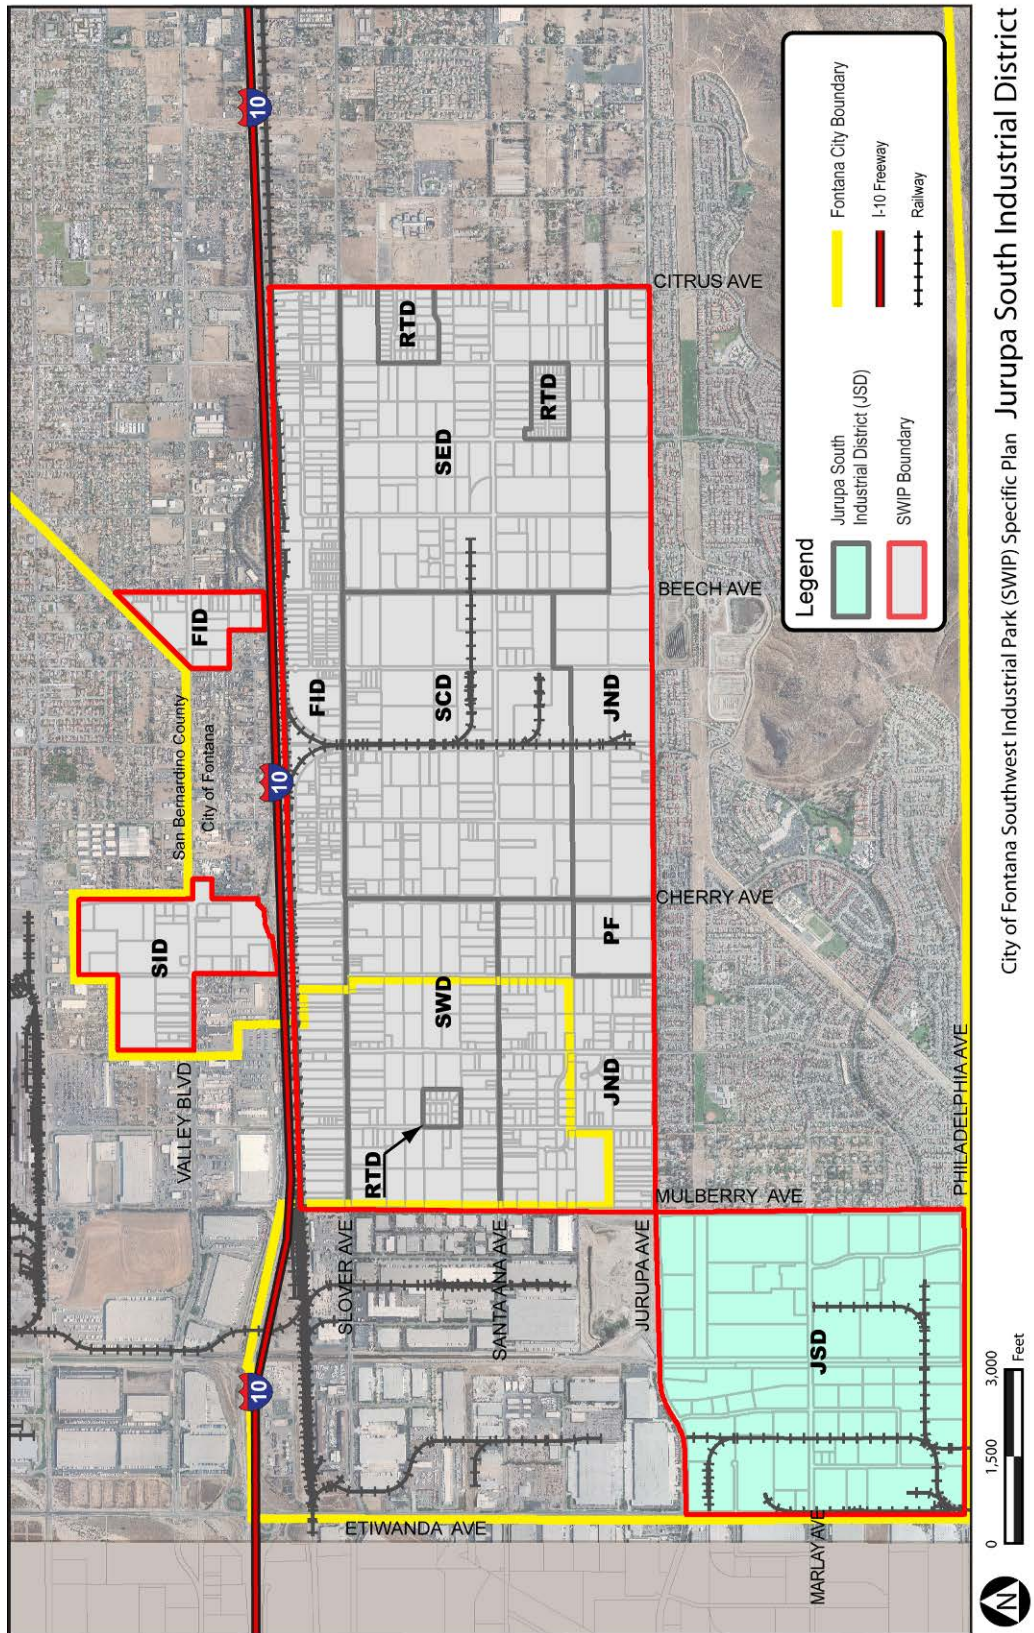 10
10
10
San Bernardino County
City of Fontana
VALLEY BLVD
SID
FID
FID
SED
RTD
RTD
SCD
SWD
RTD
JND
JND
PF
JSD
SLOVER AVE
SANTA ANA AVE
JURUPA AVE
MULBERRY AVE
CHERRY AVE
BEECH AVE
CITRUS AVE
ETIWANDA AVE
MARLAY AVE
PHILADELPHIA AVE
Legend
Jurupa South
Industrial District (JSD)
SWIP Boundary
Fontana City Boundary
I-10 Freeway
Railway
N
0 1,500 3,000
Feet
City of Fontana Southwest Industrial Park (SWIP) Specific Plan Jurupa South Industrial District